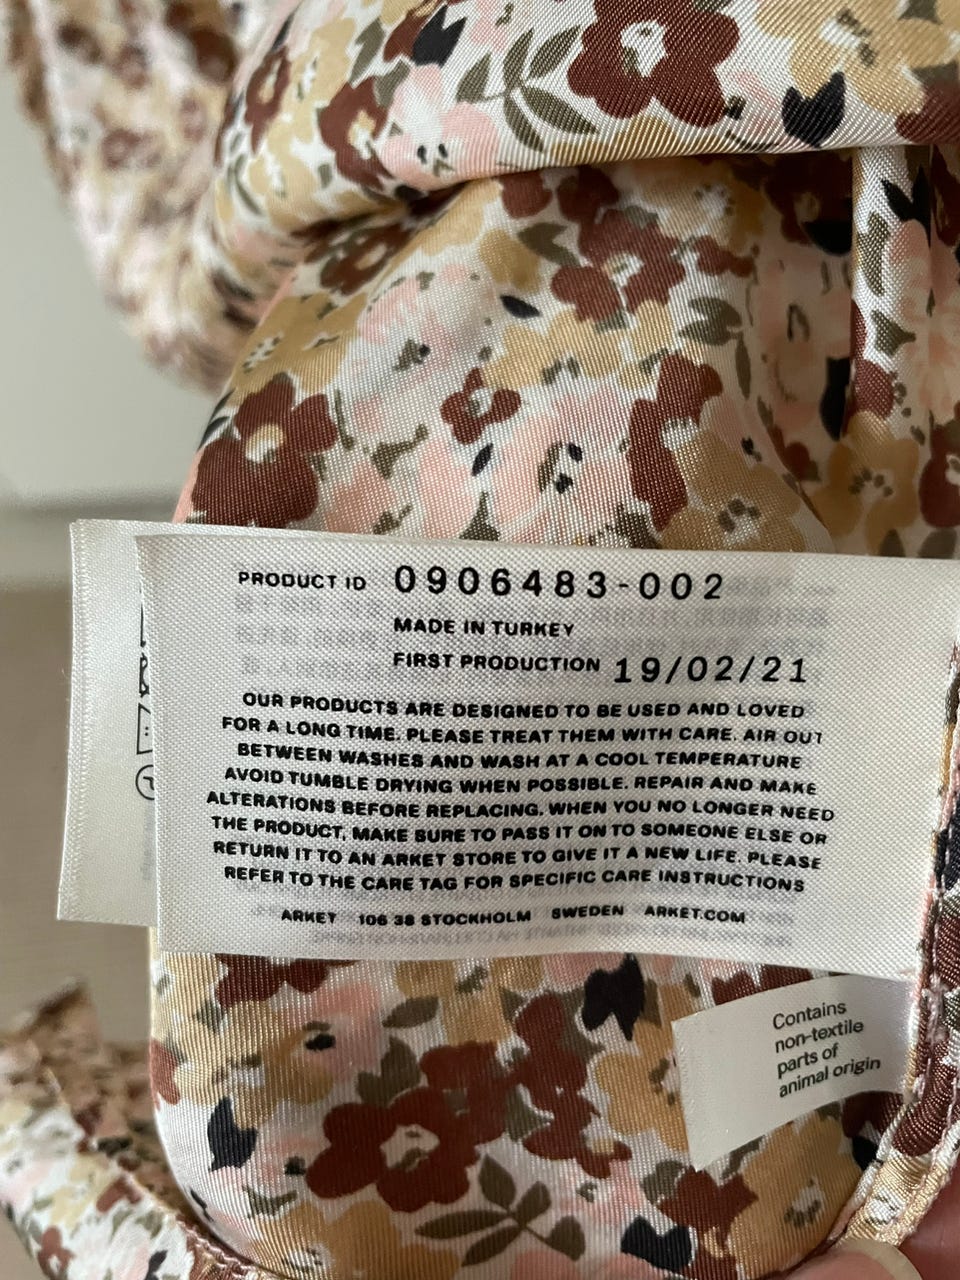 PRODUCT ID 0906483-002
MADE IN TURKEY
FIRST PRODUCTION 19/02/21
OUR PRODUCTS ARE DESIGNED TO BE USED AND LOVED
FOR A LONG TIME. PLEASE TREAT THEM WITH CARE. AIR OUT
BETWEEN WASHES AND WASH AT A COOL TEMPERATURE
AVOID TUMBLE DRYING WHEN POSSIBLE. REPAIR AND MAKE
ALTERATIONS BEFORE REPLACING. WHEN YOU NO LONGER NEED
THE PRODUCT, MAKE SURE TO PASS IT ON TO SOMEONE ELSE OR
RETURN IT TO AN ARKET STORE TO GIVE IT A NEW LIFE. PLEASE
REFER TO THE CARE TAG FOR SPECIFIC CARE INSTRUCTIONS
ARKET 106 38 STOCKHOLM SWEDEN ARKET.COM
Contains
non-textile
parts of
animal origin